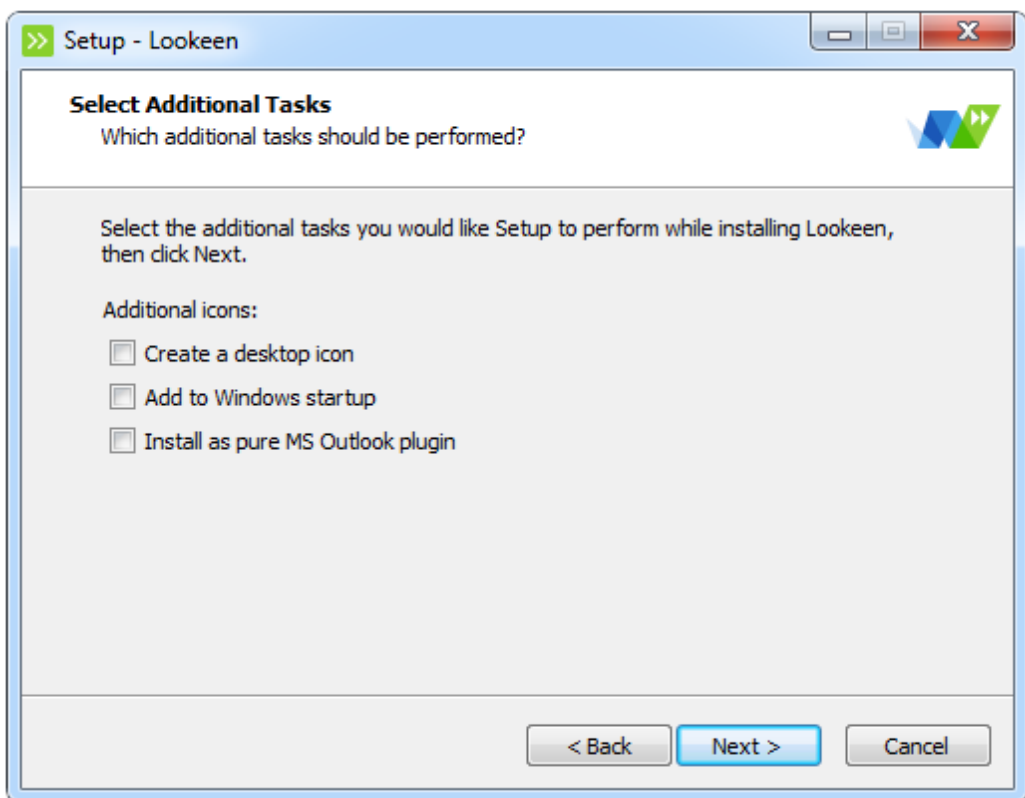 Setup - Lookeen
Select Additional Tasks
Which additional tasks should be performed?
Select the additional tasks you would like Setup to perform while installing Lookeen,
then click Next.
Additional icons:
Create a desktop icon
Add to Windows startup
Install as pure MS Outlook plugin
< Back
Next >
Cancel